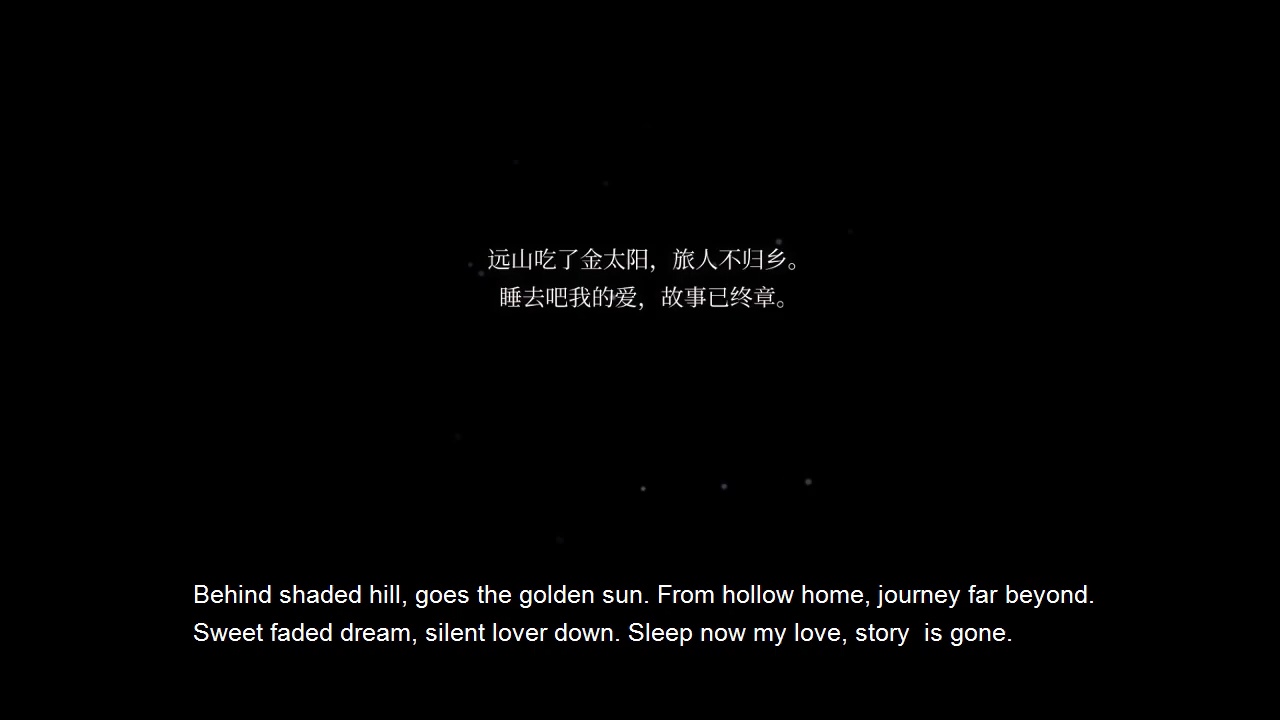 远山吃了金太阳，旅人不归乡。
睡去吧我的爱，故事已终章。
Behind shaded hill, goes the golden sun. From hollow home, journey far beyond.
Sweet faded dream, silent lover down. Sleep now my love, story  is gone.